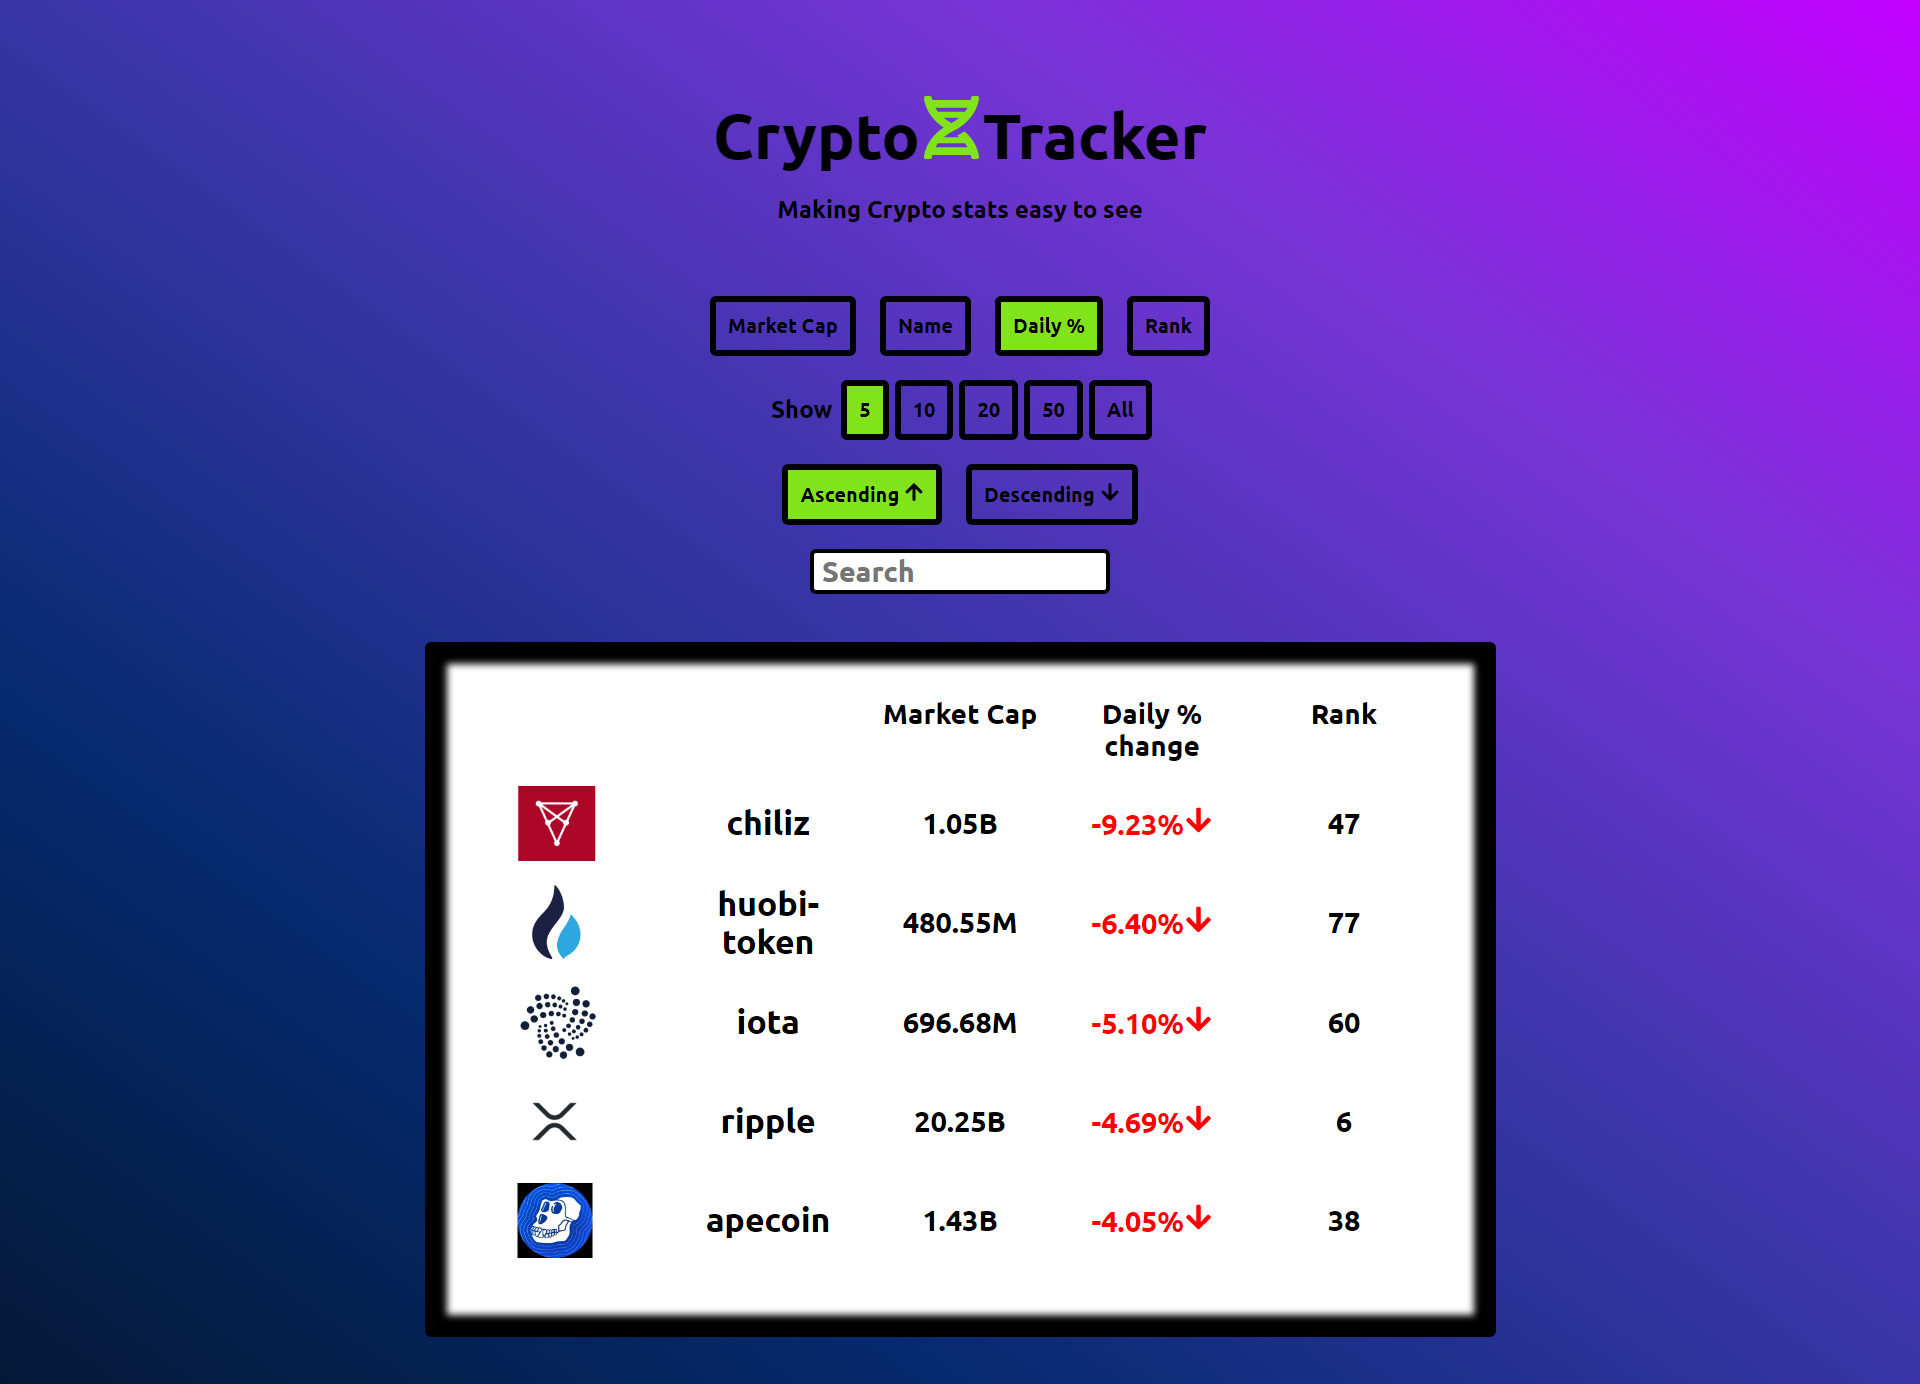 Crypto Tracker
Making Crypto stats easy to see
Market Cap Name Daily % Rank
Show 5 10 20 50 All
Ascending Descending
Search
Market Cap Daily % Rank
change
chiliz 1.05B -9.23% 47
huobi-
token 480.55M -6.40% 77
iota 696.68M -5.10% 60
ripple 20.25B -4.69% 6
apecoin 1.43B -4.05% 38